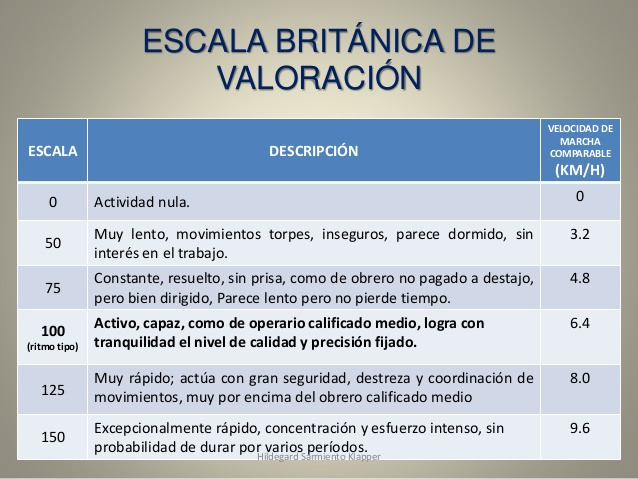 ESCALA BRITÁNICA DE
VALORACIÓN
ESCALA
DESCRIPCIÓN
VELOCIDAD DE
MARCHA
COMPARABLE
(KM/H)
0
Actividad nula.
0
50
Muy lento, movimientos torpes, inseguros, parece dormido, sin
interés en el trabajo.
3.2
75
Constante, resuelto, sin prisa, como de obrero no pagado a destajo,
pero bien dirigido, Parece lento pero no pierde tiempo.
4.8
100
(ritmo tipo)
Activo, capaz, como de operario calificado medio, logra con
tranquilidad el nivel de calidad y precisión fijado.
6.4
125
Muy rápido; actúa con gran seguridad, destreza y coordinación de
movimientos, muy por encima del obrero calificado medio
8.0
150
Excepcionalmente rápido, concentración y esfuerzo intenso, sin
probabilidad de durar por varios períodos.
9.6
Hildegard Sarmiento Klapper